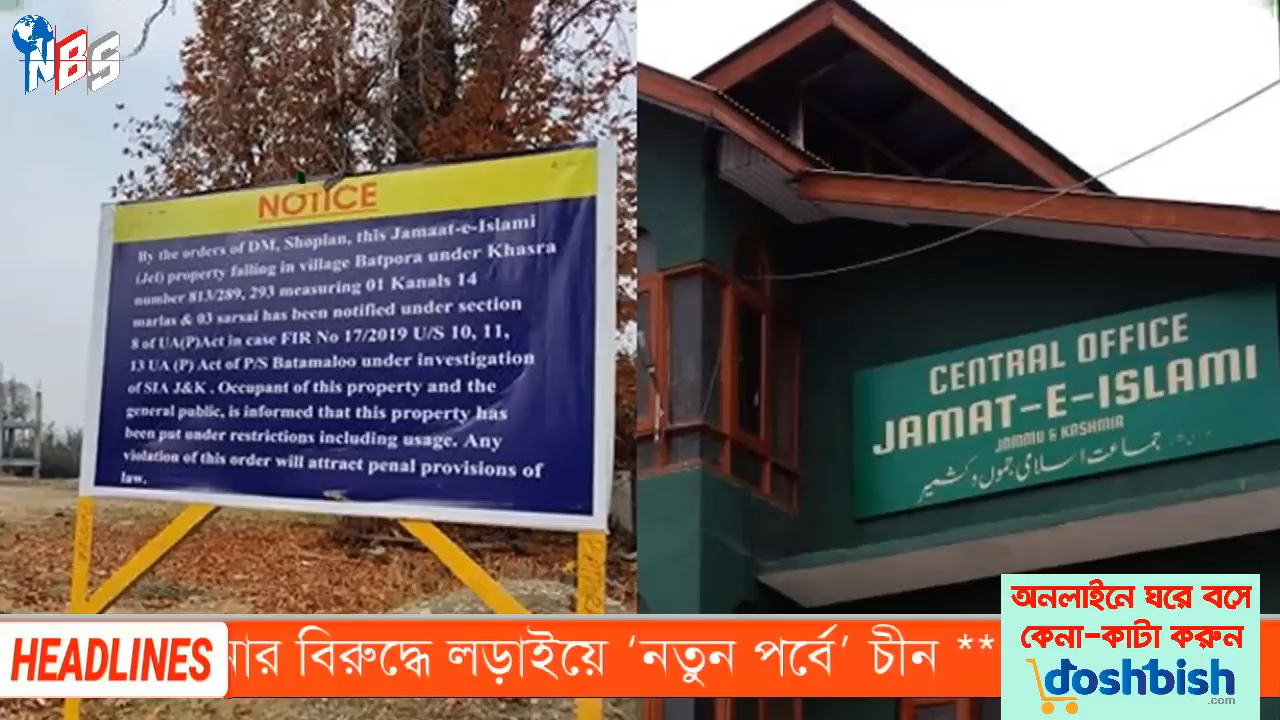 NBS
NOTICE
By the orders of DM, Shopian, this Jamaat-e-Islami
(JeI) property falling in village Batpora under Khasra
number 813/289, 293 measuring 01 Kanals 14
marlas & 03 sarsai has been notified under section
8 of UA(P)Act in case FIR No 17/2019 U/S 10, 11,
13 UA (P) Act of P/S Batamaloo under investigation
of SIA J&K . Occupant of this property and the
general public, is informed that this property has
been put under restrictions including usage. Any
violation of this order will attract penal provisions of
law.
CENTRAL OFFICE
JAMAT-E-ISLAMI
JAMMU & KASHMIR
جماعت اسلامی جموں و کشمیر
HEADLINES
বিরুদ্ধে লড়াইয়ে ‘নতুন পর্বে’ চীন **
অনলাইনে ঘরে বসে
কেনা-কাটা করুন
doshbish
.com